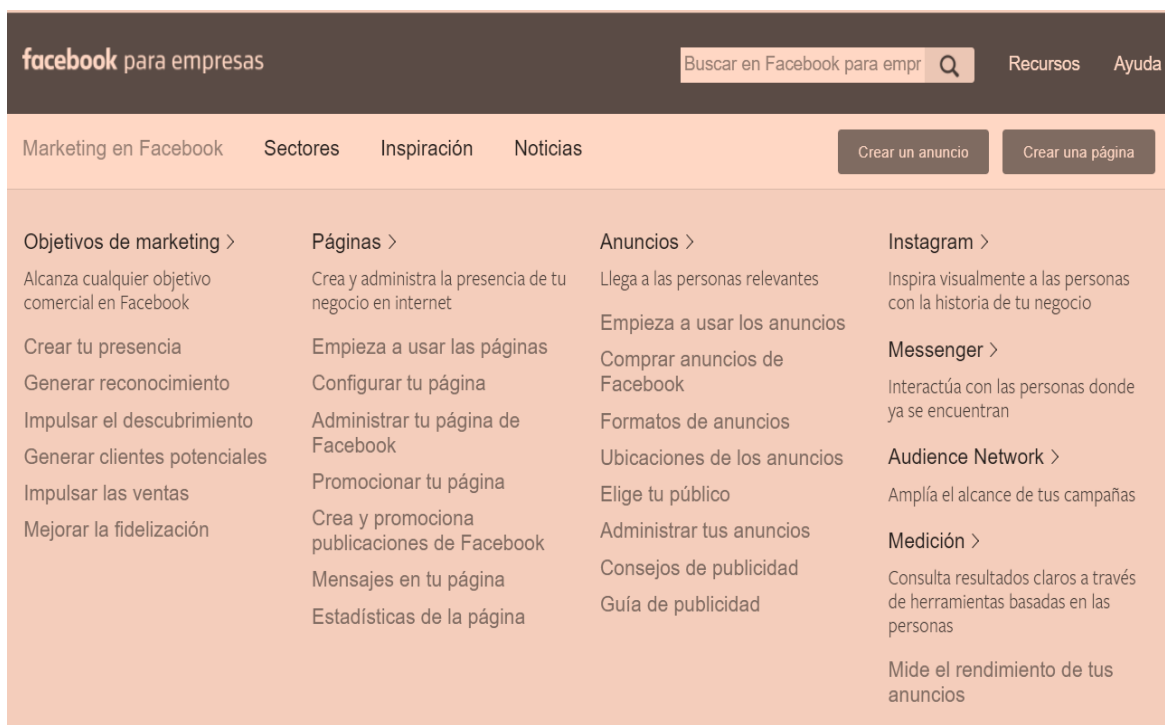 facebook para empresas
Buscar en Facebook para empr
Recursos
Ayuda
Marketing en Facebook
Sectores
Inspiración
Noticias
Crear un anuncio
Crear una página
Objetivos de marketing >
Alcanza cualquier objetivo
comercial en Facebook
Crear tu presencia
Generar reconocimiento
Impulsar el descubrimiento
Generar clientes potenciales
Impulsar las ventas
Mejorar la fidelización
Páginas >
Crea y administra la presencia de tu
negocio en internet
Empieza a usar las páginas
Configurar tu página
Administrar tu página de
Facebook
Promocionar tu página
Crea y promociona
publicaciones de Facebook
Mensajes en tu página
Estadísticas de la página
Anuncios >
Llega a las personas relevantes
Empieza a usar los anuncios
Comprar anuncios de
Facebook
Formatos de anuncios
Ubicaciones de los anuncios
Elige tu público
Administrar tus anuncios
Consejos de publicidad
Guía de publicidad
Instagram >
Inspira visualmente a las personas
con la historia de tu negocio
Messenger >
Interactúa con las personas donde
ya se encuentran
Audience Network >
Amplía el alcance de tus campañas
Medición >
Consulta resultados claros a través
de herramientas basadas en las
personas
Mide el rendimiento de tus
anuncios